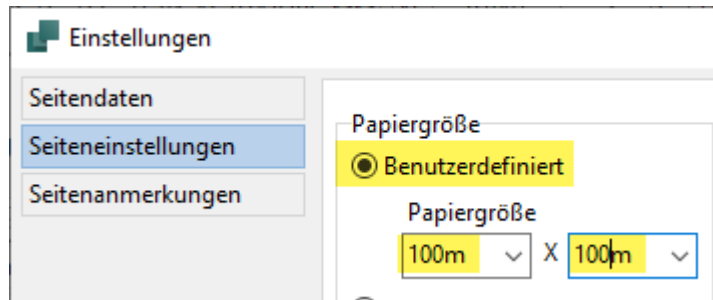 Einstellungen
Seitendaten
Seiteneinstellungen
Seitenanmerkungen
Papiergröße
Benutzerdefiniert
Papiergröße
100m X 100m